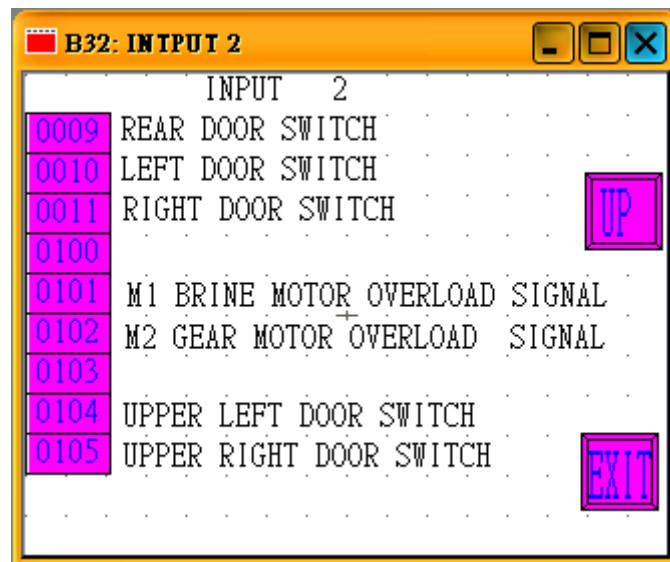 B32: INTPUT 2
INPUT 2
0009 REAR DOOR SWITCH
0010 LEFT DOOR SWITCH
0011 RIGHT DOOR SWITCH
UP
0100
0101 M1 BRINE MOTOR OVERLOAD SIGNAL
0102 M2 GEAR MOTOR OVERLOAD SIGNAL
0103
0104 UPPER LEFT DOOR SWITCH
0105 UPPER RIGHT DOOR SWITCH
EXIT